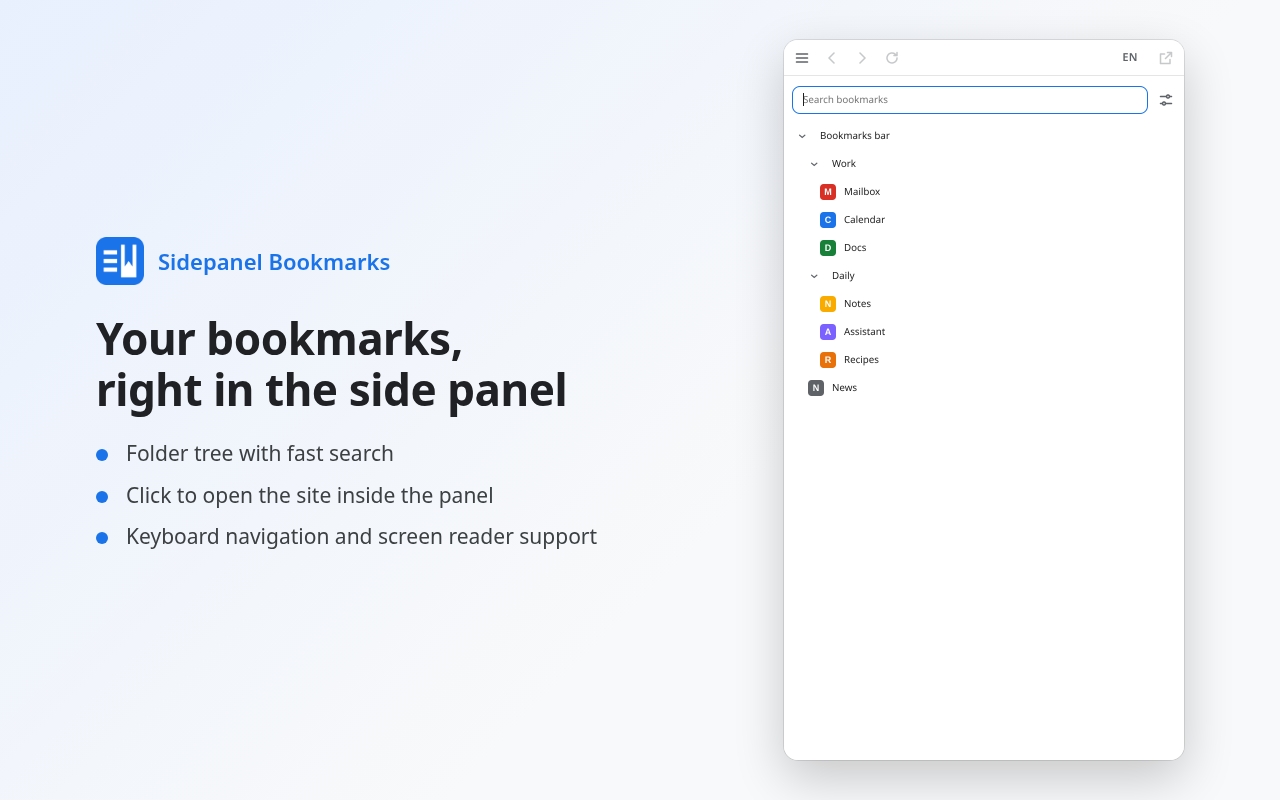 Sidepanel Bookmarks
Your bookmarks,
right in the side panel
Folder tree with fast search
Click to open the site inside the panel
Keyboard navigation and screen reader support
EN
Search bookmarks
Bookmarks bar
Work
M Mailbox
C Calendar
D Docs
Daily
N Notes
A Assistant
R Recipes
N News